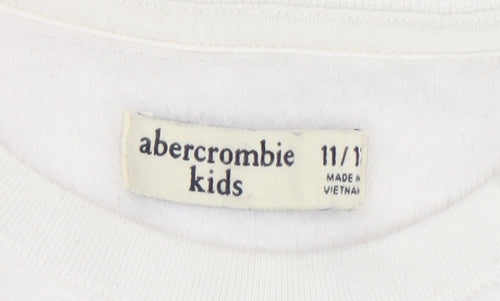 abercrombie
kids
11/1
MADE IN
VIETNAM